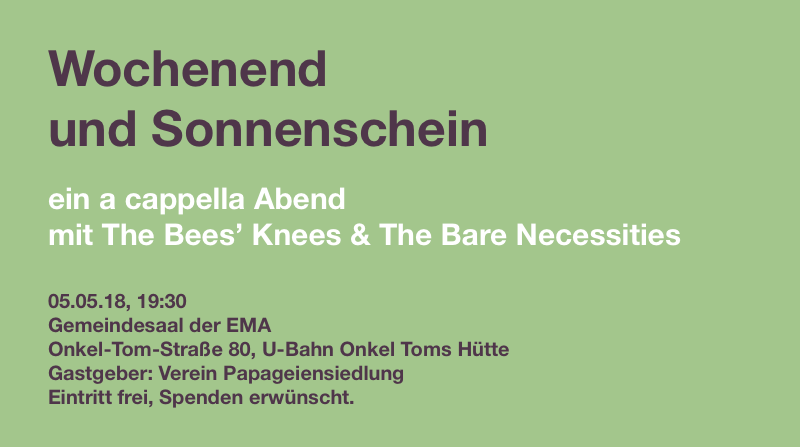 Wochenend
und Sonnenschein
ein a cappella Abend
mit The Bees’ Knees & The Bare Necessities
05.05.18, 19:30
Gemeindesaal der EMA
Onkel-Tom-Straße 80, U-Bahn Onkel Toms Hütte
Gastgeber: Verein Papageiensiedlung
Eintritt frei, Spenden erwünscht.